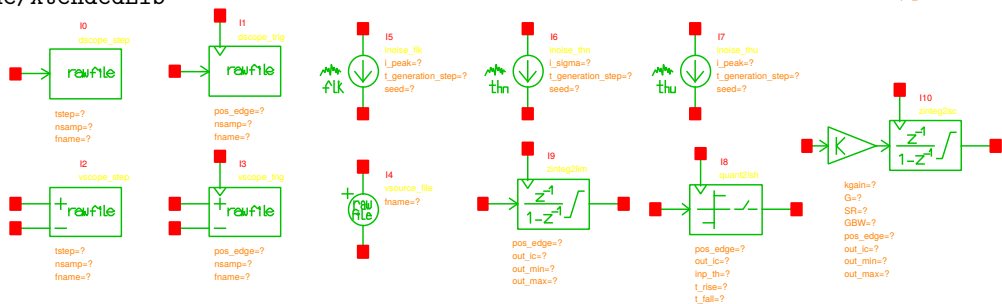 I0
dscope_step
rawfile
tstep=?
nsamp=?
fname=?
I1
dscope_trig
rawfile
pos_edge=?
nsamp=?
fname=?
I5
inoise_flk
flk
i_peak=?
t_generation_step=?
seed=?
I6
inoise_thn
thn
i_sigma=?
t_generation_step=?
seed=?
I7
inoise_thu
thu
i_peak=?
t_generation_step=?
seed=?
I10
K
z⁻¹
1-z⁻¹
kgain=?
G=?
SR=?
GBW=?
pos_edge=?
out_ic=?
out_min=?
out_max=?
I2
vscope_step
+
rawfile
−
tstep=?
nsamp=?
fname=?
I3
vscope_trig
+
rawfile
−
pos_edge=?
nsamp=?
fname=?
I4
+
raw
file
fname=?
I9
z⁻¹
1-z⁻¹
pos_edge=?
out_ic=?
out_min=?
out_max=?
I8
pos_edge=?
out_ic=?
inp_th=?
t_rise=?
t_fall=?